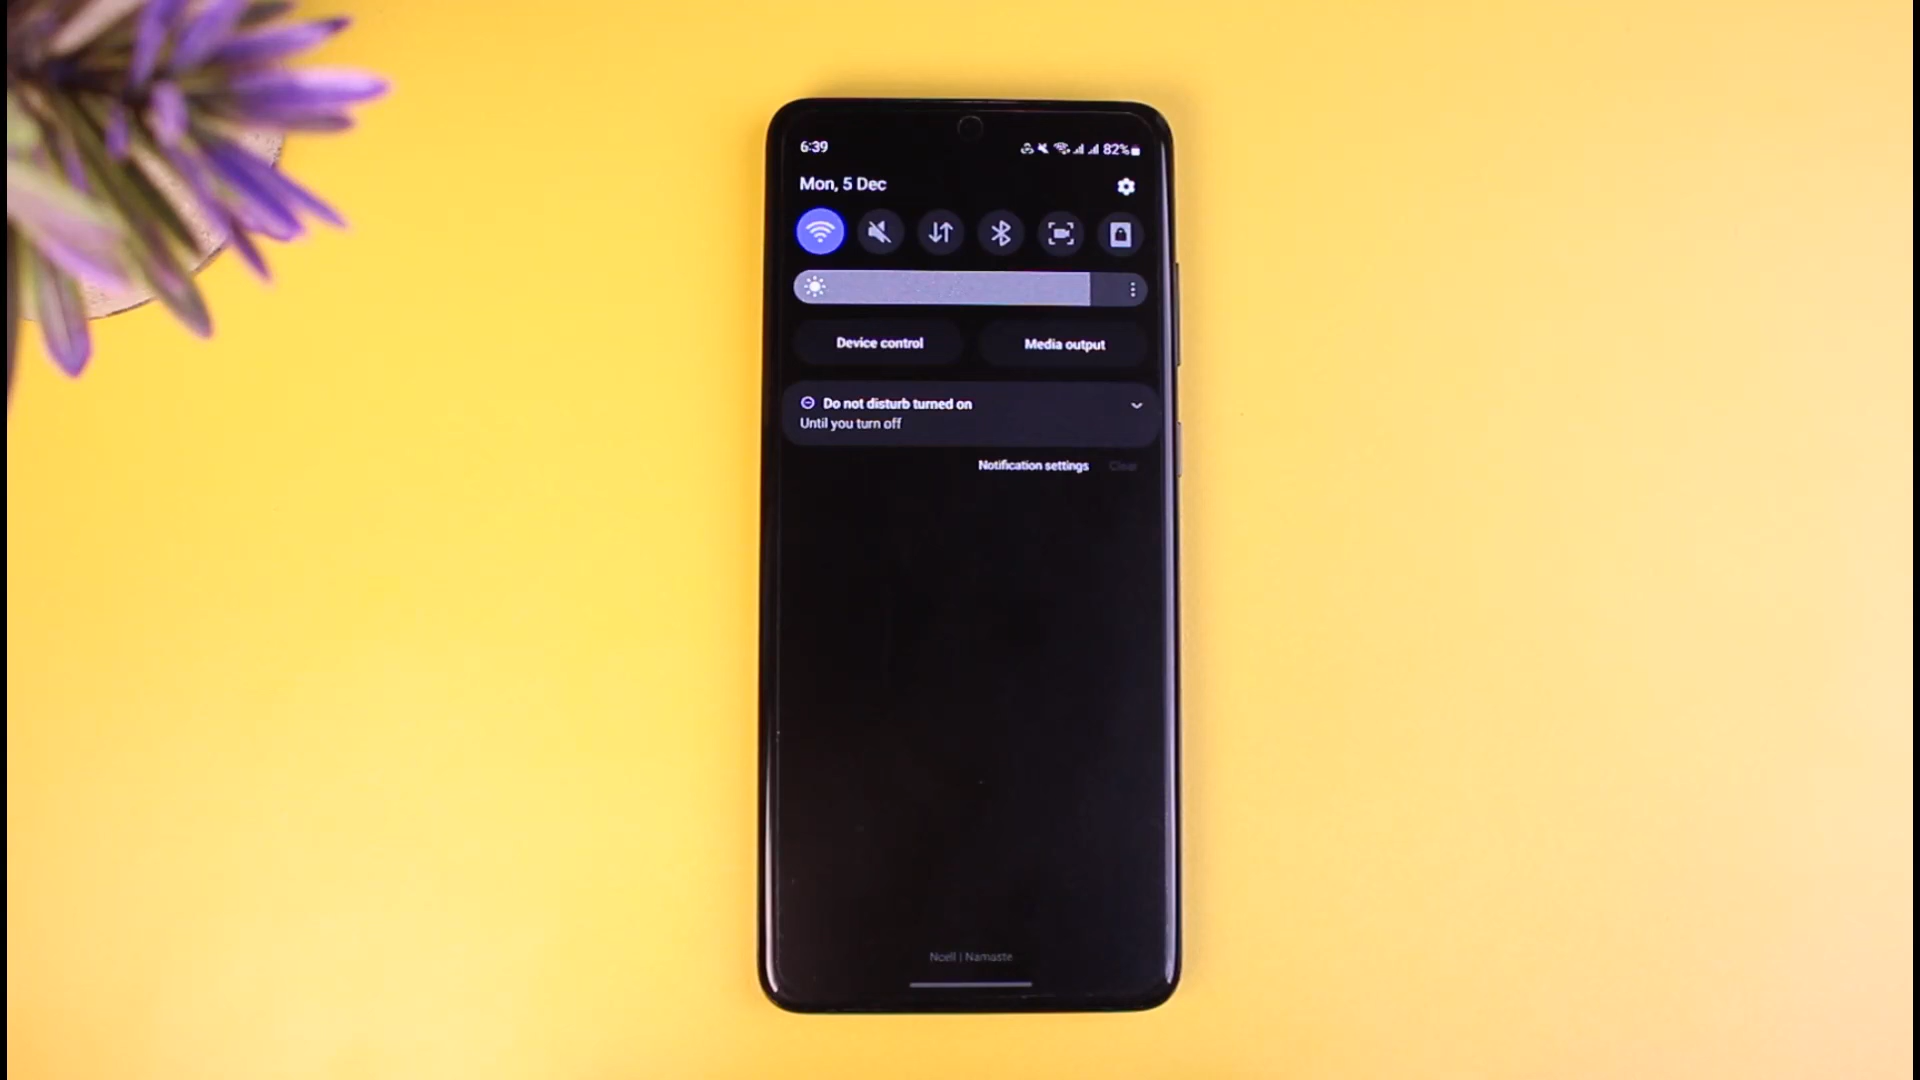 6:39
82%
Mon, 5 Dec
Device control
Media output
Do not disturb turned on
Until you turn off
Notification settings
Clear
Ncell | Namaste